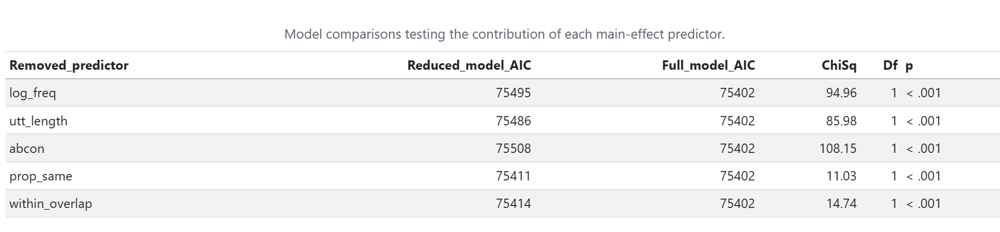 Model comparisons testing the contribution of each main-effect predictor.
Removed_predictor Reduced_model_AIC Full_model_AIC ChiSq Df p
log_freq 75495 75402 94.96 1 < .001
utt_length 75486 75402 85.98 1 < .001
abcon 75508 75402 108.15 1 < .001
prop_same 75411 75402 11.03 1 < .001
within_overlap 75414 75402 14.74 1 < .001